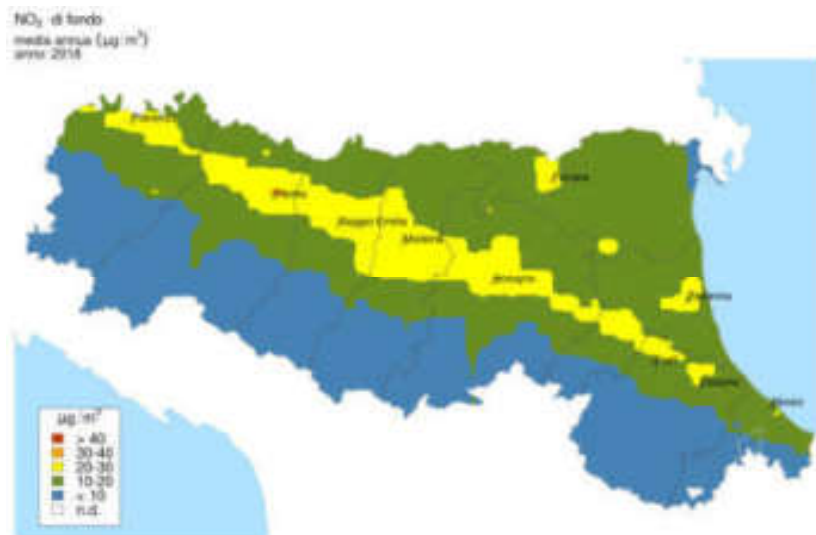 NO₂ di fondo
media annua (µg/m³)
anno: 2018
Piacenza
Parma
Reggio Emilia
Modena
Ferrara
Bologna
Ravenna
Forlì
Cesena
Rimini
µg/m³
> 40
30-40
20-30
10-20
< 10
n.d.